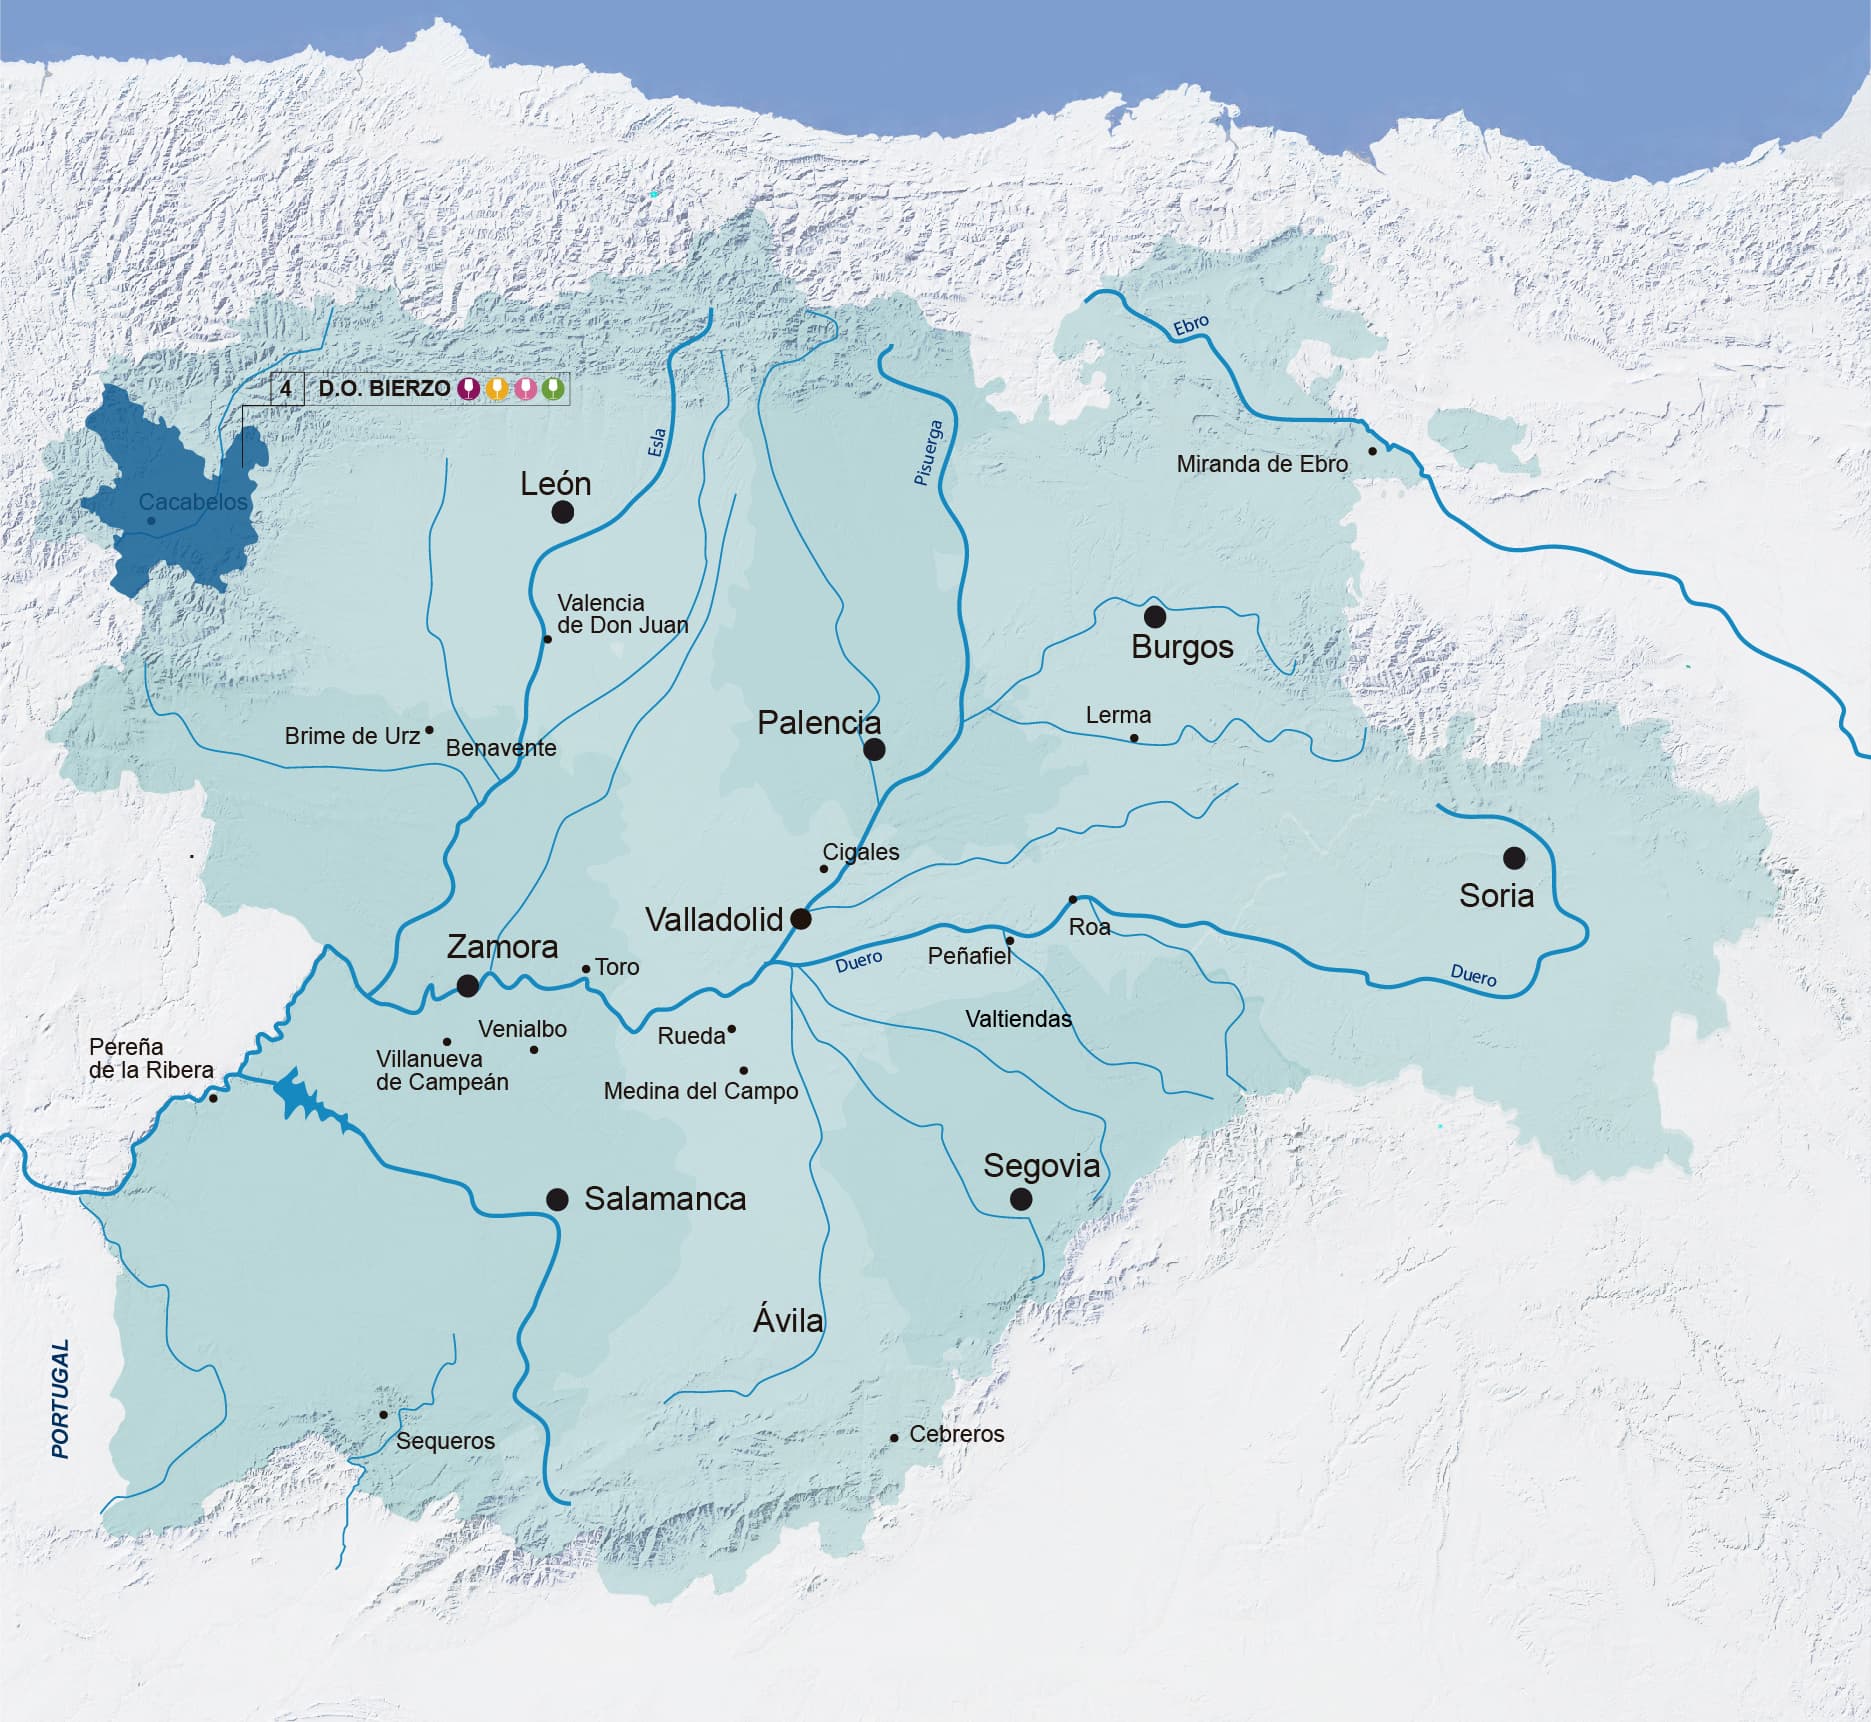 Ebro
4 D.O. BIERZO
Esla
Pisuerga
Miranda de Ebro
León
Cacabelos
Valencia
de Don Juan
Burgos
Lerma
Palencia
Brime de Urz
Benavente
Cigales
Soria
Valladolid
Roa
Zamora
Peñafiel
Duero
Toro
Duero
Valtiendas
Venialbo
Rueda
Pereña
de la Ribera
Villanueva
de Campeán
Medina del Campo
Segovia
Salamanca
Ávila
PORTUGAL
Cebreros
Sequeros